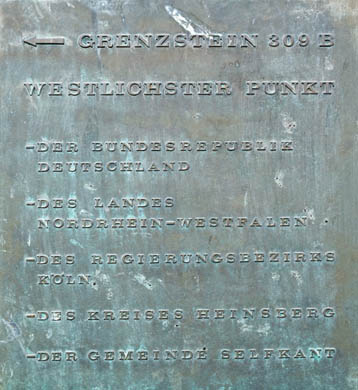 ← GRENZSTEIN 309 B
WESTLICHSTER PUNKT
-DER BUNDESREPUBLIK
DEUTSCHLAND
-DES LANDES
NORDRHEIN-WESTFALEN
-DES REGIERUNGSBEZIRKS
KÖLN
-DES KREISES HEINSBERG
-DER GEMEINDE SELFKANT